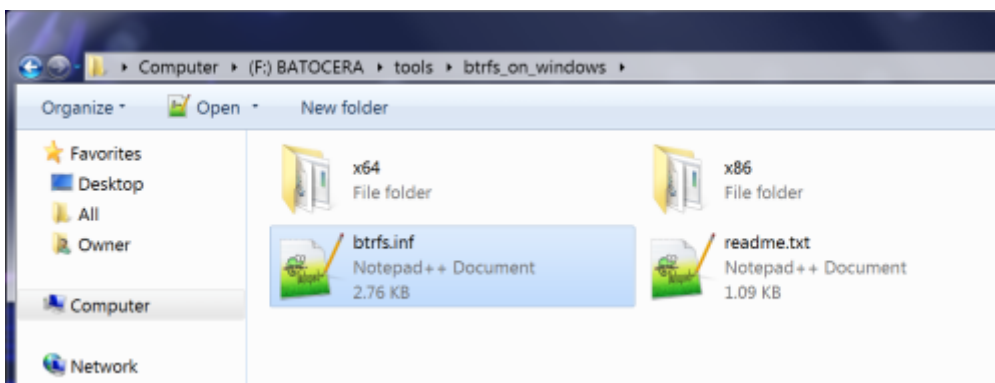 Computer ▸ (F:) BATOCERA ▸ tools ▸ btrfs_on_windows ▸
Organize Open New folder
Favorites
Desktop
All
Owner
Computer
Network
x64
File folder
x86
File folder
btrfs.inf
Notepad++ Document
2.76 KB
readme.txt
Notepad++ Document
1.09 KB